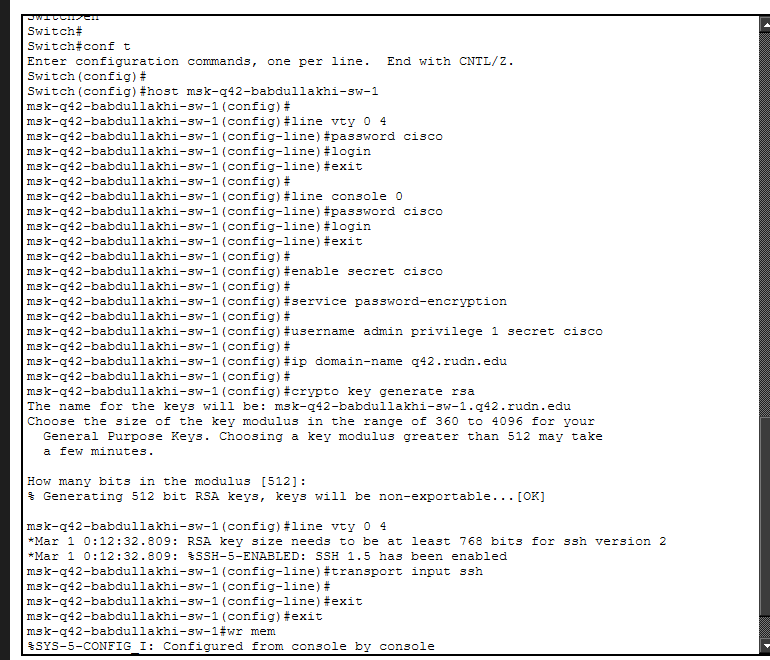 Switch>en
Switch#
Switch#conf t
Enter configuration commands, one per line.  End with CNTL/Z.
Switch(config)#
Switch(config)#host msk-q42-babdullakhi-sw-1
msk-q42-babdullakhi-sw-1(config)#
msk-q42-babdullakhi-sw-1(config)#line vty 0 4
msk-q42-babdullakhi-sw-1(config-line)#password cisco
msk-q42-babdullakhi-sw-1(config-line)#login
msk-q42-babdullakhi-sw-1(config-line)#exit
msk-q42-babdullakhi-sw-1(config)#
msk-q42-babdullakhi-sw-1(config)#line console 0
msk-q42-babdullakhi-sw-1(config-line)#password cisco
msk-q42-babdullakhi-sw-1(config-line)#login
msk-q42-babdullakhi-sw-1(config-line)#exit
msk-q42-babdullakhi-sw-1(config)#
msk-q42-babdullakhi-sw-1(config)#enable secret cisco
msk-q42-babdullakhi-sw-1(config)#
msk-q42-babdullakhi-sw-1(config)#service password-encryption
msk-q42-babdullakhi-sw-1(config)#
msk-q42-babdullakhi-sw-1(config)#username admin privilege 1 secret cisco
msk-q42-babdullakhi-sw-1(config)#
msk-q42-babdullakhi-sw-1(config)#ip domain-name q42.rudn.edu
msk-q42-babdullakhi-sw-1(config)#
msk-q42-babdullakhi-sw-1(config)#crypto key generate rsa
The name for the keys will be: msk-q42-babdullakhi-sw-1.q42.rudn.edu
Choose the size of the key modulus in the range of 360 to 4096 for your
  General Purpose Keys. Choosing a key modulus greater than 512 may take
  a few minutes.

How many bits in the modulus [512]:
% Generating 512 bit RSA keys, keys will be non-exportable...[OK]

msk-q42-babdullakhi-sw-1(config)#line vty 0 4
*Mar 1 0:12:32.809: RSA key size needs to be at least 768 bits for ssh version 2
*Mar 1 0:12:32.809: %SSH-5-ENABLED: SSH 1.5 has been enabled
msk-q42-babdullakhi-sw-1(config-line)#transport input ssh
msk-q42-babdullakhi-sw-1(config-line)#
msk-q42-babdullakhi-sw-1(config-line)#exit
msk-q42-babdullakhi-sw-1(config)#exit
msk-q42-babdullakhi-sw-1#wr mem
%SYS-5-CONFIG_I: Configured from console by console